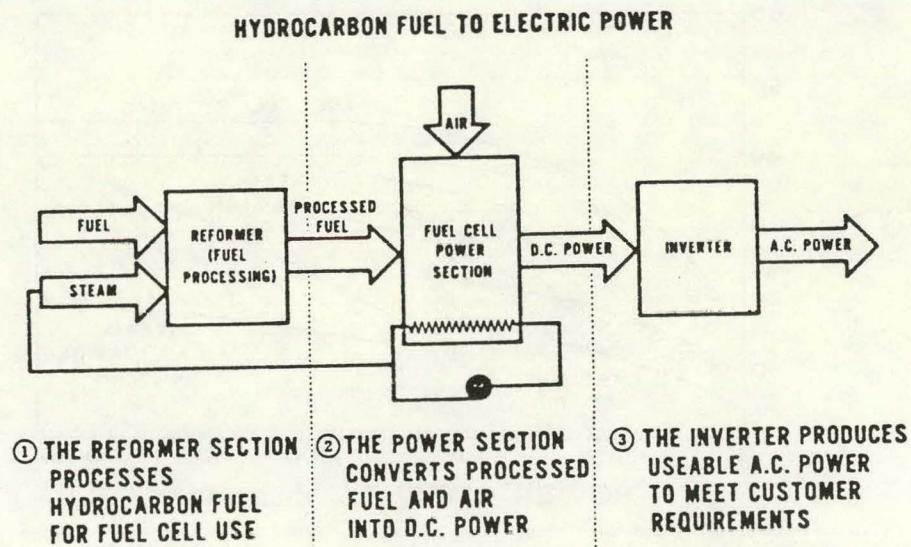 HYDROCARBON FUEL TO ELECTRIC POWER
AIR
FUEL
STEAM
REFORMER
(FUEL
PROCESSING)
PROCESSED
FUEL
FUEL CELL
POWER
SECTION
D.C. POWER
INVERTER
A.C. POWER
① THE REFORMER SECTION
PROCESSES
HYDROCARBON FUEL
FOR FUEL CELL USE
② THE POWER SECTION
CONVERTS PROCESSED
FUEL AND AIR
INTO D.C. POWER
③ THE INVERTER PRODUCES
USEABLE A.C. POWER
TO MEET CUSTOMER
REQUIREMENTS